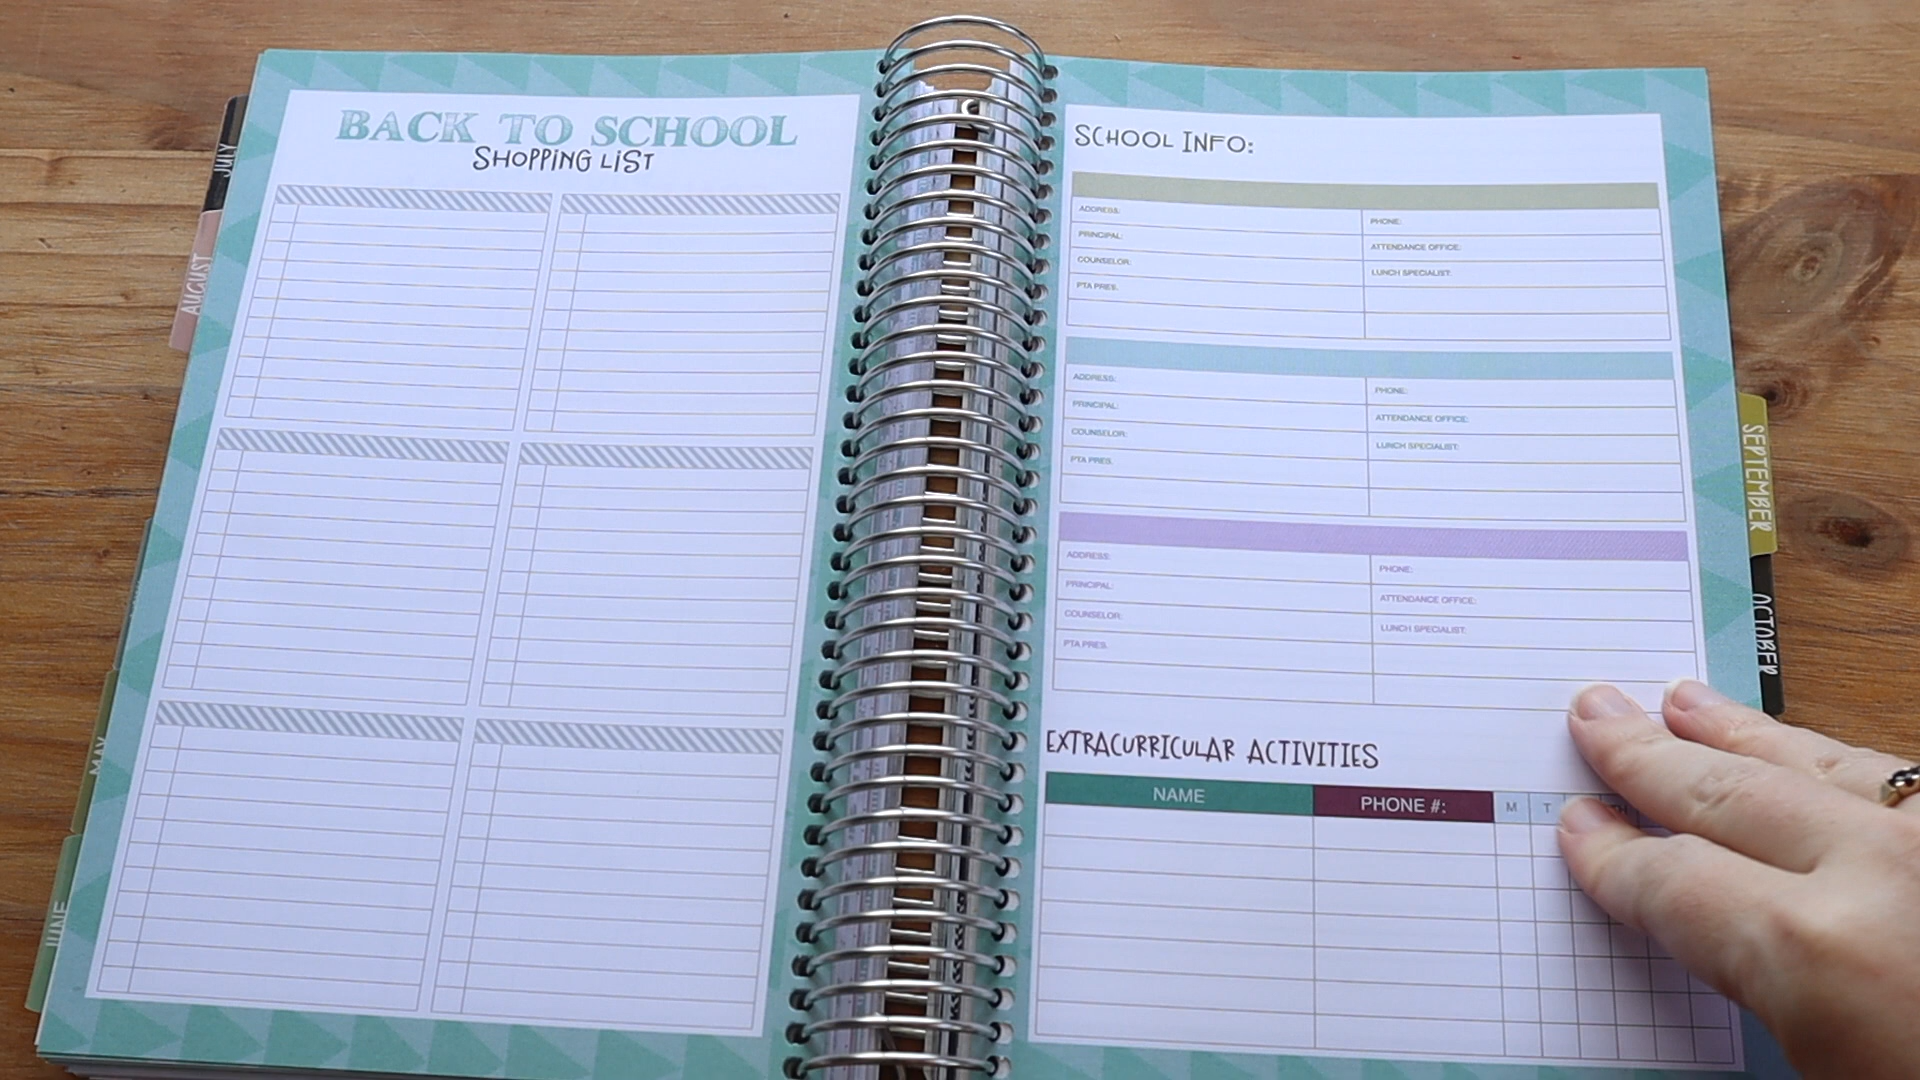 BACK TO SCHOOL
SHOPPING LIST
JULY
AUGUST
MAY
JUNE
SCHOOL INFO:
ADDRESS:
PHONE:
PRINCIPAL:
ATTENDANCE OFFICE:
COUNSELOR:
LUNCH SPECIALIST:
PTA PRES.
ADDRESS:
PHONE:
PRINCIPAL:
ATTENDANCE OFFICE:
COUNSELOR:
LUNCH SPECIALIST:
PTA PRES.
ADDRESS:
PHONE:
PRINCIPAL:
ATTENDANCE OFFICE:
COUNSELOR:
LUNCH SPECIALIST:
PTA PRES.
EXTRACURRICULAR ACTIVITIES
NAME PHONE #: M T TH
SEPTEMBER
OCTOBER